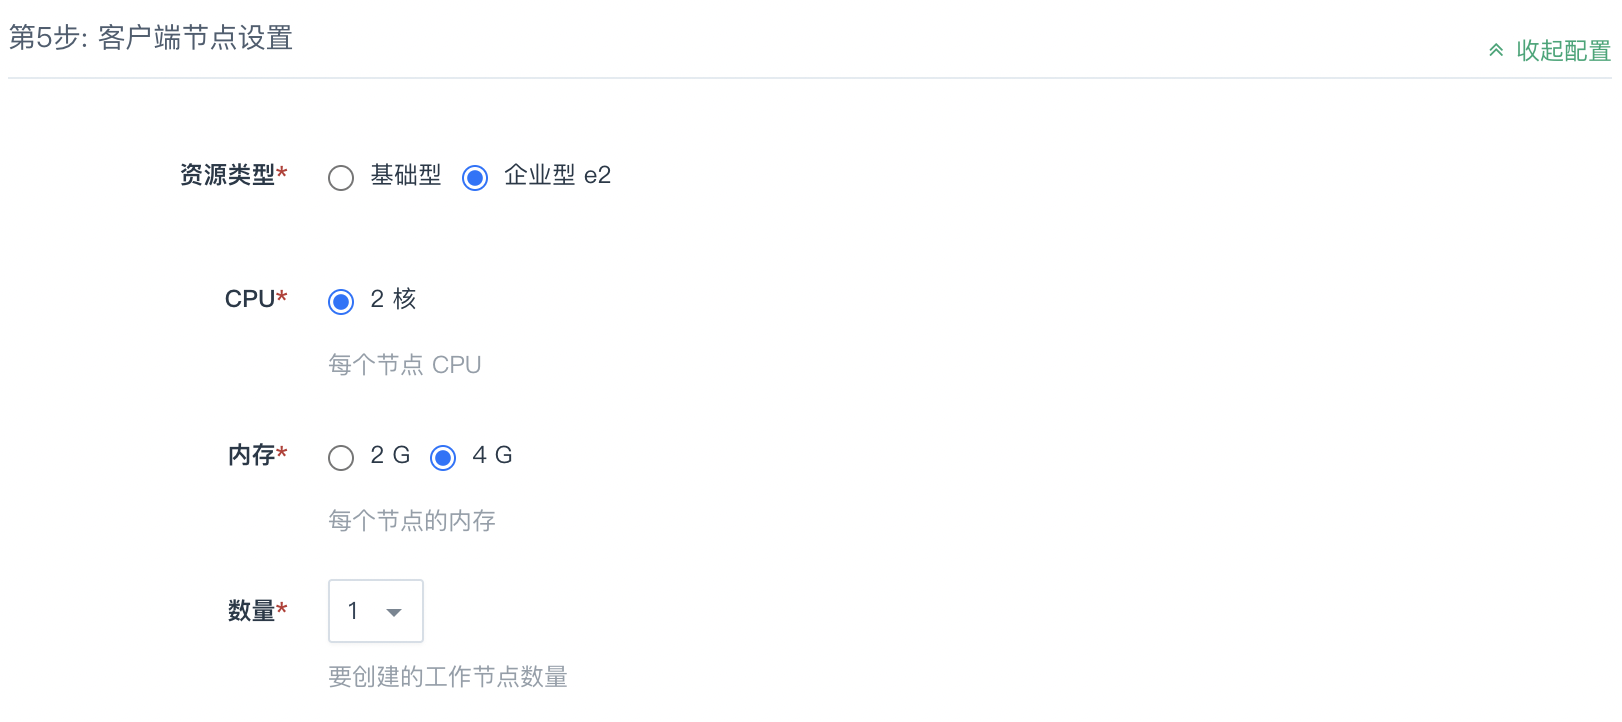 第5步: 客户端节点设置
收起配置
资源类型* 基础型 企业型 e2
CPU* 2 核
每个节点 CPU
内存* 2 G 4 G
每个节点的内存
数量* 1
要创建的工作节点数量